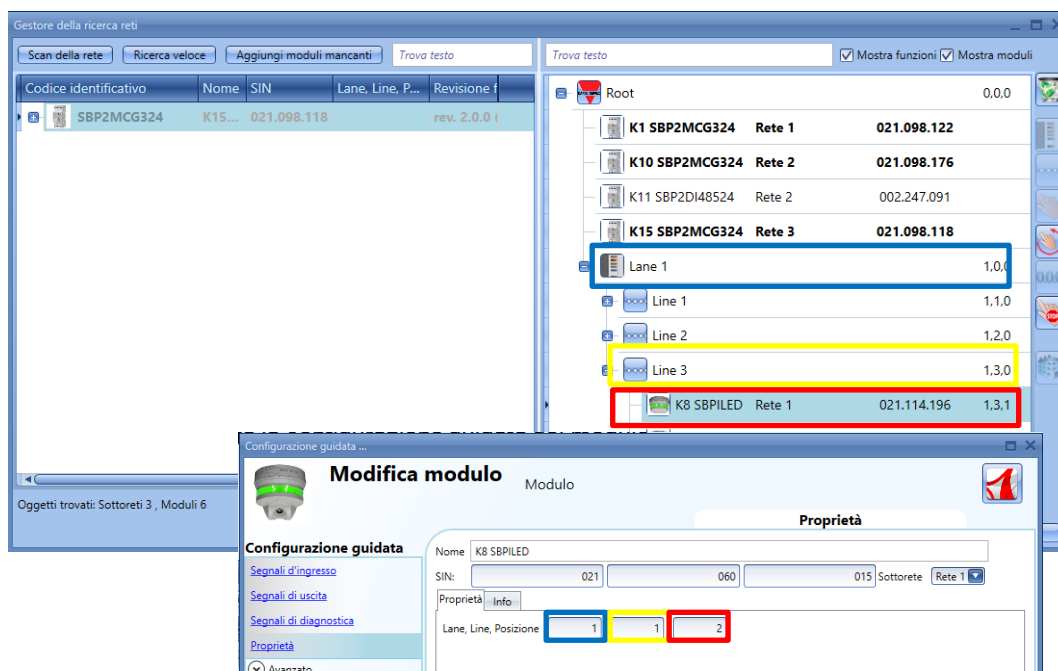 Gestore della ricerca reti
Scan della rete
Ricerca veloce
Aggiungi moduli mancanti
Trova testo
Trova testo
Mostra funzioni
Mostra moduli
Codice identificativo Nome SIN Lane, Line, P... Revisione f
SBP2MCG324 K15... 021.098.118 rev. 2.0.0 (
Root 0,0,0
K1 SBP2MCG324 Rete 1 021.098.122
K10 SBP2MCG324 Rete 2 021.098.176
K11 SBP2DI48524 Rete 2 002.247.091
K15 SBP2MCG324 Rete 3 021.098.118
Lane 1 1,0,0
Line 1 1,1,0
Line 2 1,2,0
Line 3 1,3,0
K8 SBPILED Rete 1 021.114.196 1,3,1
Oggetti trovati: Sottoreti 3 , Moduli 6
Configurazione guidata ...
Modifica modulo
Modulo
Proprietà
Configurazione guidata
Segnali d'ingresso
Segnali di uscita
Segnali di diagnostica
Proprietà
Avanzato
Nome K8 SBPILED
SIN: 021 060 015 Sottorete Rete 1
Proprietà Info
Lane, Line, Posizione 1 1 2
STOP